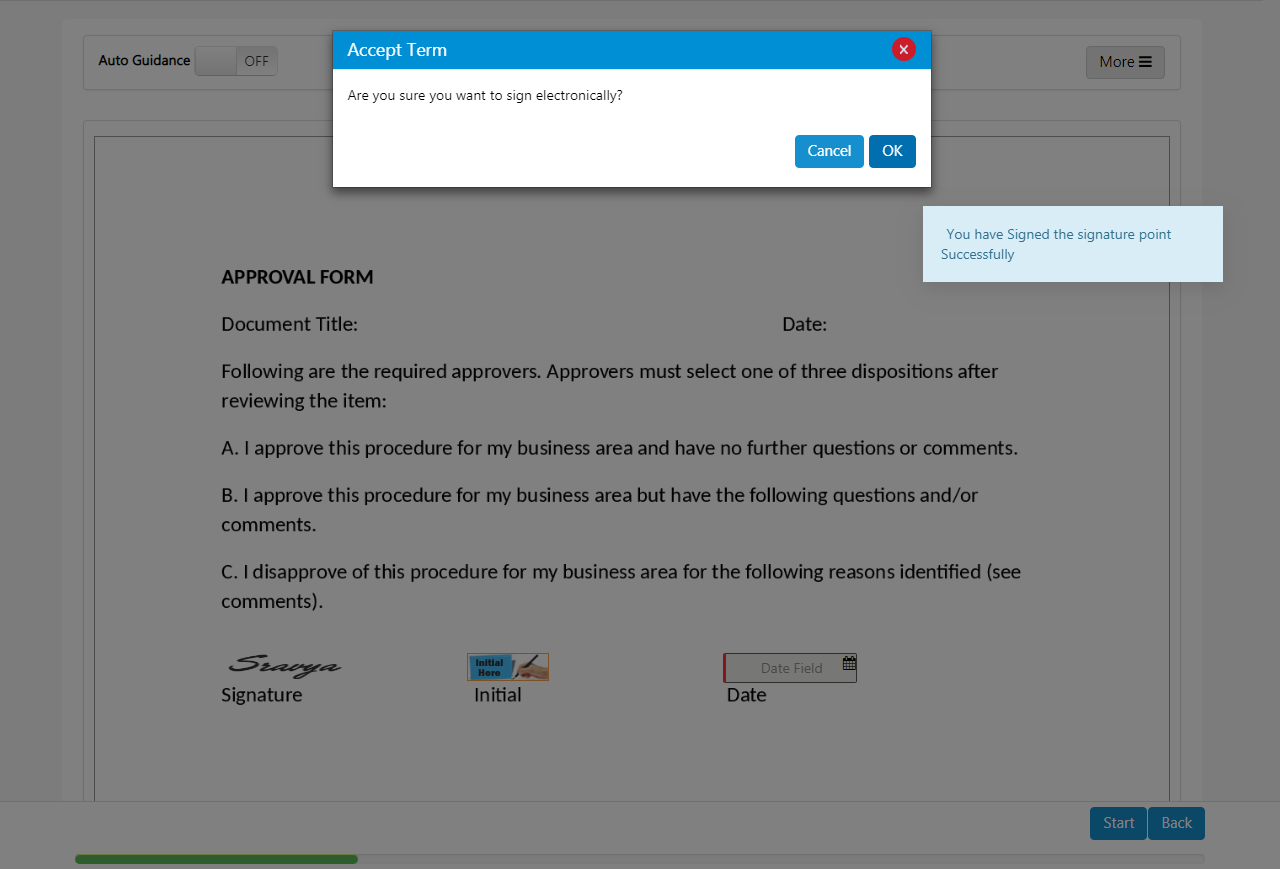 Accept Term
Are you sure you want to sign electronically?
Cancel OK
Auto Guidance OFF
More
You have Signed the signature point
Successfully
APPROVAL FORM
Document Title: Date:
Following are the required approvers. Approvers must select one of three dispositions after
reviewing the item:
A. I approve this procedure for my business area and have no further questions or comments.
B. I approve this procedure for my business area but have the following questions and/or
comments.
C. I disapprove of this procedure for my business area for the following reasons identified (see
comments).
Sravya
Initial
Here
Date Field
Signature Initial Date
Start Back